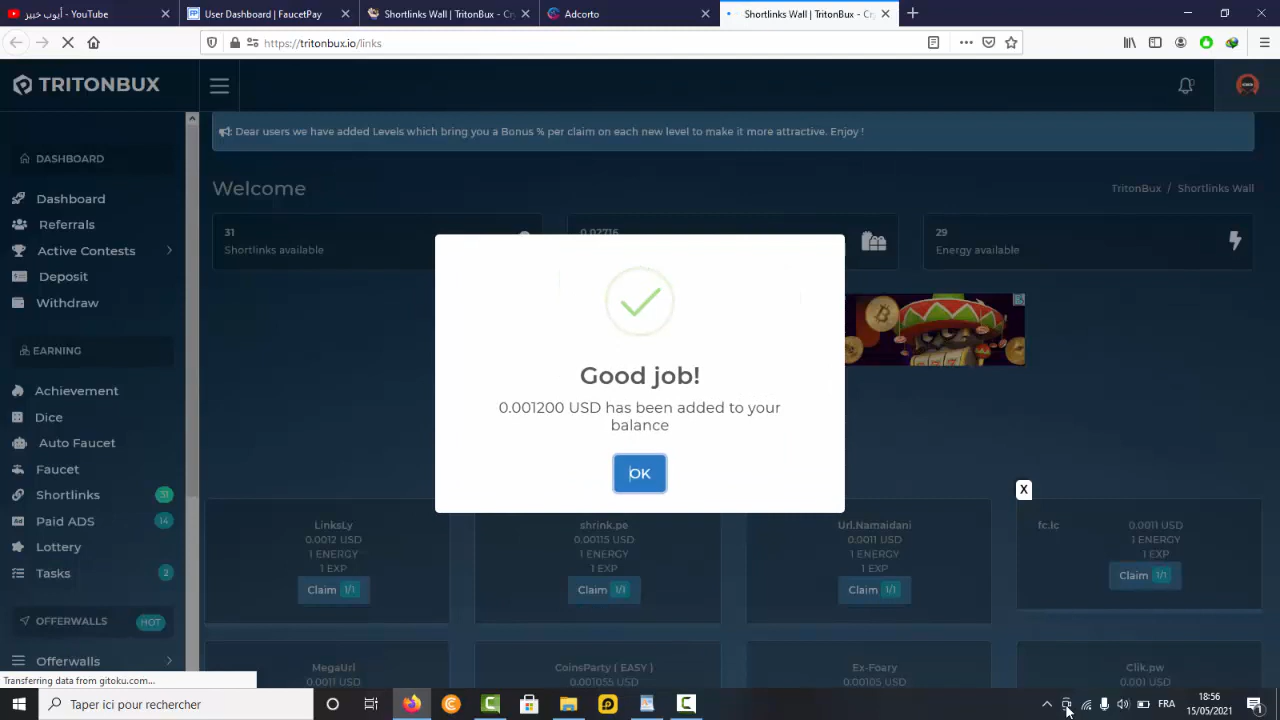 أيوب خبيز - YouTube
User Dashboard | FaucetPay
Shortlinks Wall | TritonBux - Cr
Adcorto
Shortlinks Wall | TritonBux - Cr
https://tritonbux.io/links
TRITONBUX
Dear users we have added Levels which bring you a Bonus % per claim on each new level to make it more attractive. Enjoy !
DASHBOARD
Dashboard
Referrals
Active Contests
Deposit
Withdraw
EARNING
Achievement
Dice
Auto Faucet
Faucet
Shortlinks 31
Paid ADS 14
Lottery
Tasks 2
OFFERWALLS HOT
Offerwalls
Welcome
TritonBux / Shortlinks Wall
31
Shortlinks available
0.02716
29
Energy available
Good job!
0.001200 USD has been added to your
balance
OK
X
LinksLy
0.0012 USD
1 ENERGY
1 EXP
Claim 1/1
shrink.pe
0.00115 USD
1 ENERGY
1 EXP
Claim 1/1
Url.Namaidani
0.0011 USD
1 ENERGY
1 EXP
Claim 1/1
fc.lc
0.0011 USD
1 ENERGY
1 EXP
Claim 1/1
MegaUrl
0.0011 USD
CoinsParty ( EASY )
0.001055 USD
Ex-Foary
0.00105 USD
Clik.pw
0.001 USD
Transferring data from gitoku.com...
Taper ici pour rechercher
FRA
18:56
15/05/2021